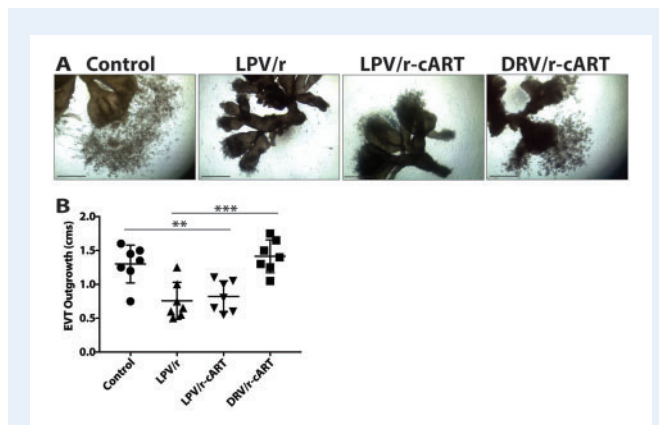 A Control LPV/r LPV/r-cART DRV/r-cART
B
***
**
EVT Outgrowth (cms)
2.0
1.5
1.0
0.5
0.0
Control
LPV/r
LPV/r-cART
DRV/r-cART